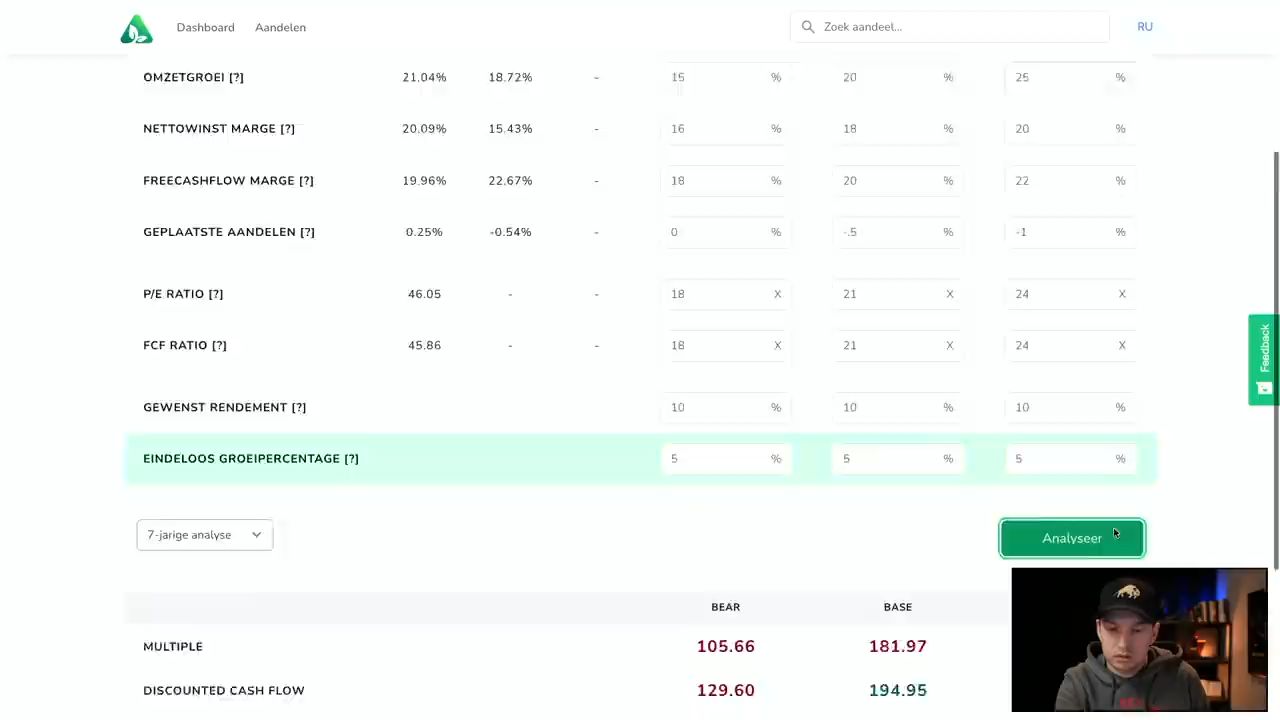 Dashboard Aandelen Zoek aandeel... RU
OMZETGROEI [?] 21.04% 18.72% - 15 % 20 % 25 %
NETTOWINST MARGE [?] 20.09% 15.43% - 16 % 18 % 20 %
FREECASHFLOW MARGE [?] 19.96% 22.67% - 18 % 20 % 22 %
GEPLAATSTE AANDELEN [?] 0.25% -0.54% - 0 % -.5 % -1 %
P/E RATIO [?] 46.05 - - 18 X 21 X 24 X
FCF RATIO [?] 45.86 - - 18 X 21 X 24 X
Feedback
GEWENST RENDEMENT [?] 10 % 10 % 10 %
EINDELOOS GROEIPERCENTAGE [?] 5 % 5 % 5 %
7-jarige analyse Analyseer
BEAR BASE
MULTIPLE 105.66 181.97
DISCOUNTED CASH FLOW 129.60 194.95